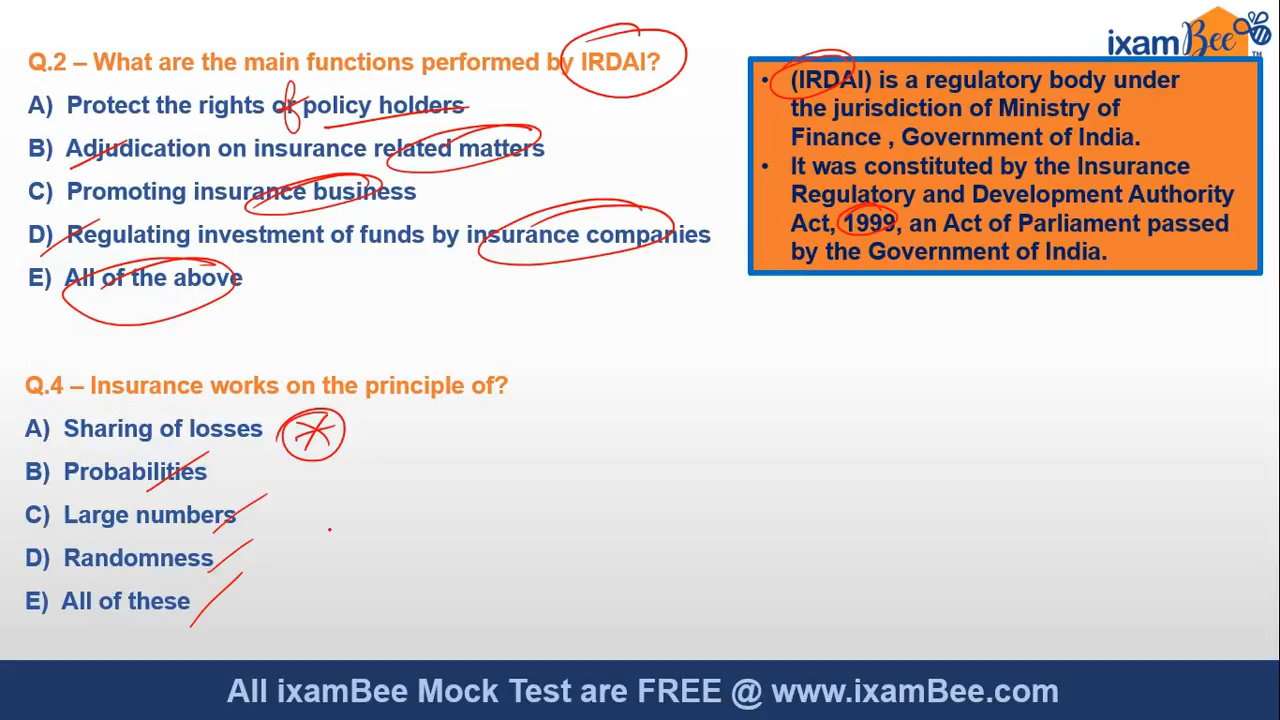 Q.2 – What are the main functions performed by IRDAI?
A) Protect the rights or policy holders
B) Adjudication on insurance related matters
C) Promoting insurance business
D) Regulating investment of funds by insurance companies
E) All of the above
ixamBee
TM
• (IRDAI) is a regulatory body under
the jurisdiction of Ministry of
Finance , Government of India.
• It was constituted by the Insurance
Regulatory and Development Authority
Act, 1999, an Act of Parliament passed
by the Government of India.
Q.4 – Insurance works on the principle of?
A) Sharing of losses
B) Probabilities
C) Large numbers
D) Randomness
E) All of these
All ixamBee Mock Test are FREE @ www.ixamBee.com